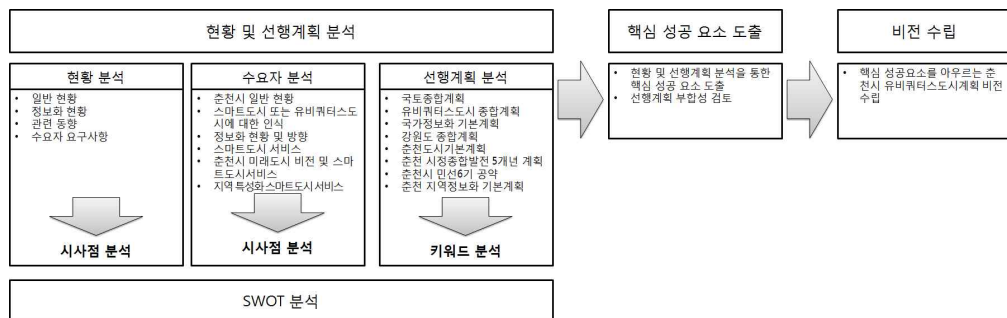 현황 및 선행계획 분석
현황 분석
• 일반 현황
• 정보화 현황
• 관련 동향
• 수요자 요구사항
시사점 분석
수요자 분석
• 춘천시 일반 현황
• 스마트도시 또는 유비쿼터스도
시에 대한 인식
• 정보화 현황 및 방향
• 스마트도시 서비스
• 춘천시 미래도시 비전 및 스마
트도시서비스
• 지역 특성화 스마트도시 서비스
시사점 분석
선행계획 분석
• 국토종합계획
• 유비쿼터스도시 종합계획
• 국가정보화 기본계획
• 강원도 종합계획
• 춘천도시기본계획
• 춘천 시정종합발전 5개년 계획
• 춘천시 민선6기 공약
• 춘천 지역정보화 기본계획
키워드 분석
SWOT 분석
핵심 성공 요소 도출
• 현황 및 선행계획 분석을 통한
핵심 성공 요소 도출
• 선행계획 부합성 검토
비전 수립
• 핵심 성공요소를 아우르는 춘
천시 유비쿼터스도시계획 비전
수립